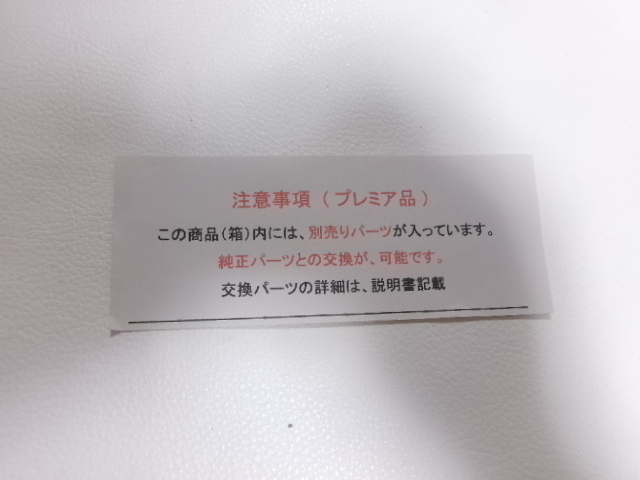 注意事項（プレミア品）
この商品（箱）内には、別売りパーツが入っています。
純正パーツとの交換が、可能です。
交換パーツの詳細は、説明書記載